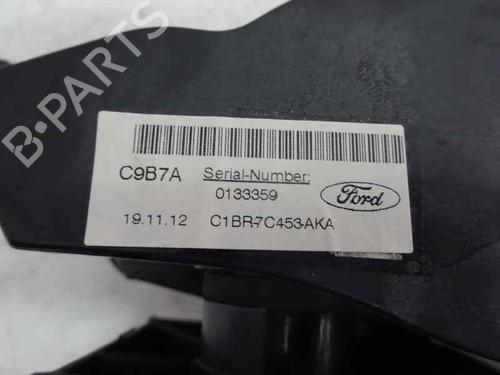 B-PARTS
C9B7A Serial-Number:
0133359
Ford
19.11.12 C1BR-7C453-AKA